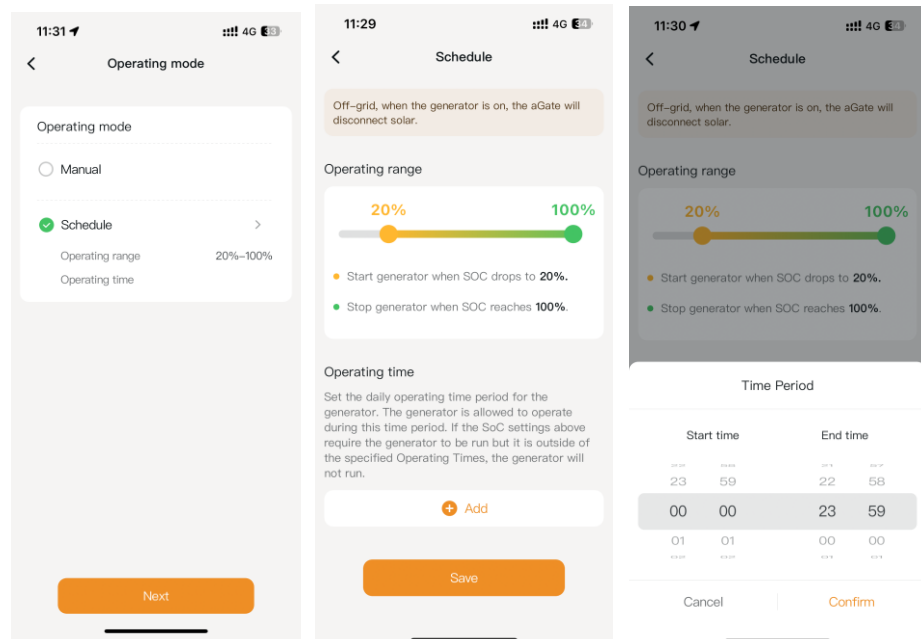 11:31
4G 33
Operating mode
Operating mode
Manual
Schedule
Operating range 20%-100%
Operating time
Next
11:29
4G 34
Schedule
Off-grid, when the generator is on, the aGate will
disconnect solar.
Operating range
20% 100%
Start generator when SOC drops to 20%.
Stop generator when SOC reaches 100%.
Operating time
Set the daily operating time period for the
generator. The generator is allowed to operate
during this time period. If the SoC settings above
require the generator to be run but it is outside of
the specified Operating Times, the generator will
not run.
Add
Save
11:30
4G 34
Schedule
Off-grid, when the generator is on, the aGate will
disconnect solar.
Operating range
20% 100%
Start generator when SOC drops to 20%.
Stop generator when SOC reaches 100%.
Time Period
Start time End time
23 59 22 58
00 00 23 59
01 01 00 00
Cancel Confirm